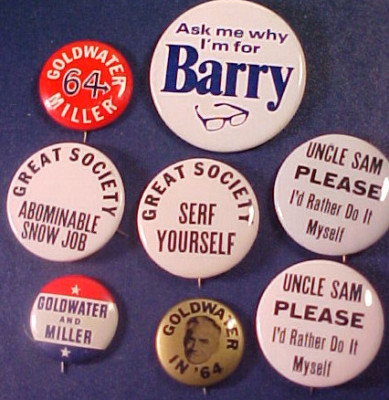 GOLDWATER
64
MILLER
Ask me why
I'm for
Barry
GREAT SOCIETY
ABOMINABLE
SNOW JOB
GREAT SOCIETY
SERF
YOURSELF
UNCLE SAM
PLEASE
I'd Rather Do It
Myself
GOLDWATER
AND
MILLER
GOLDWATER
IN '64
UNCLE SAM
PLEASE
I'd Rather Do It
Myself